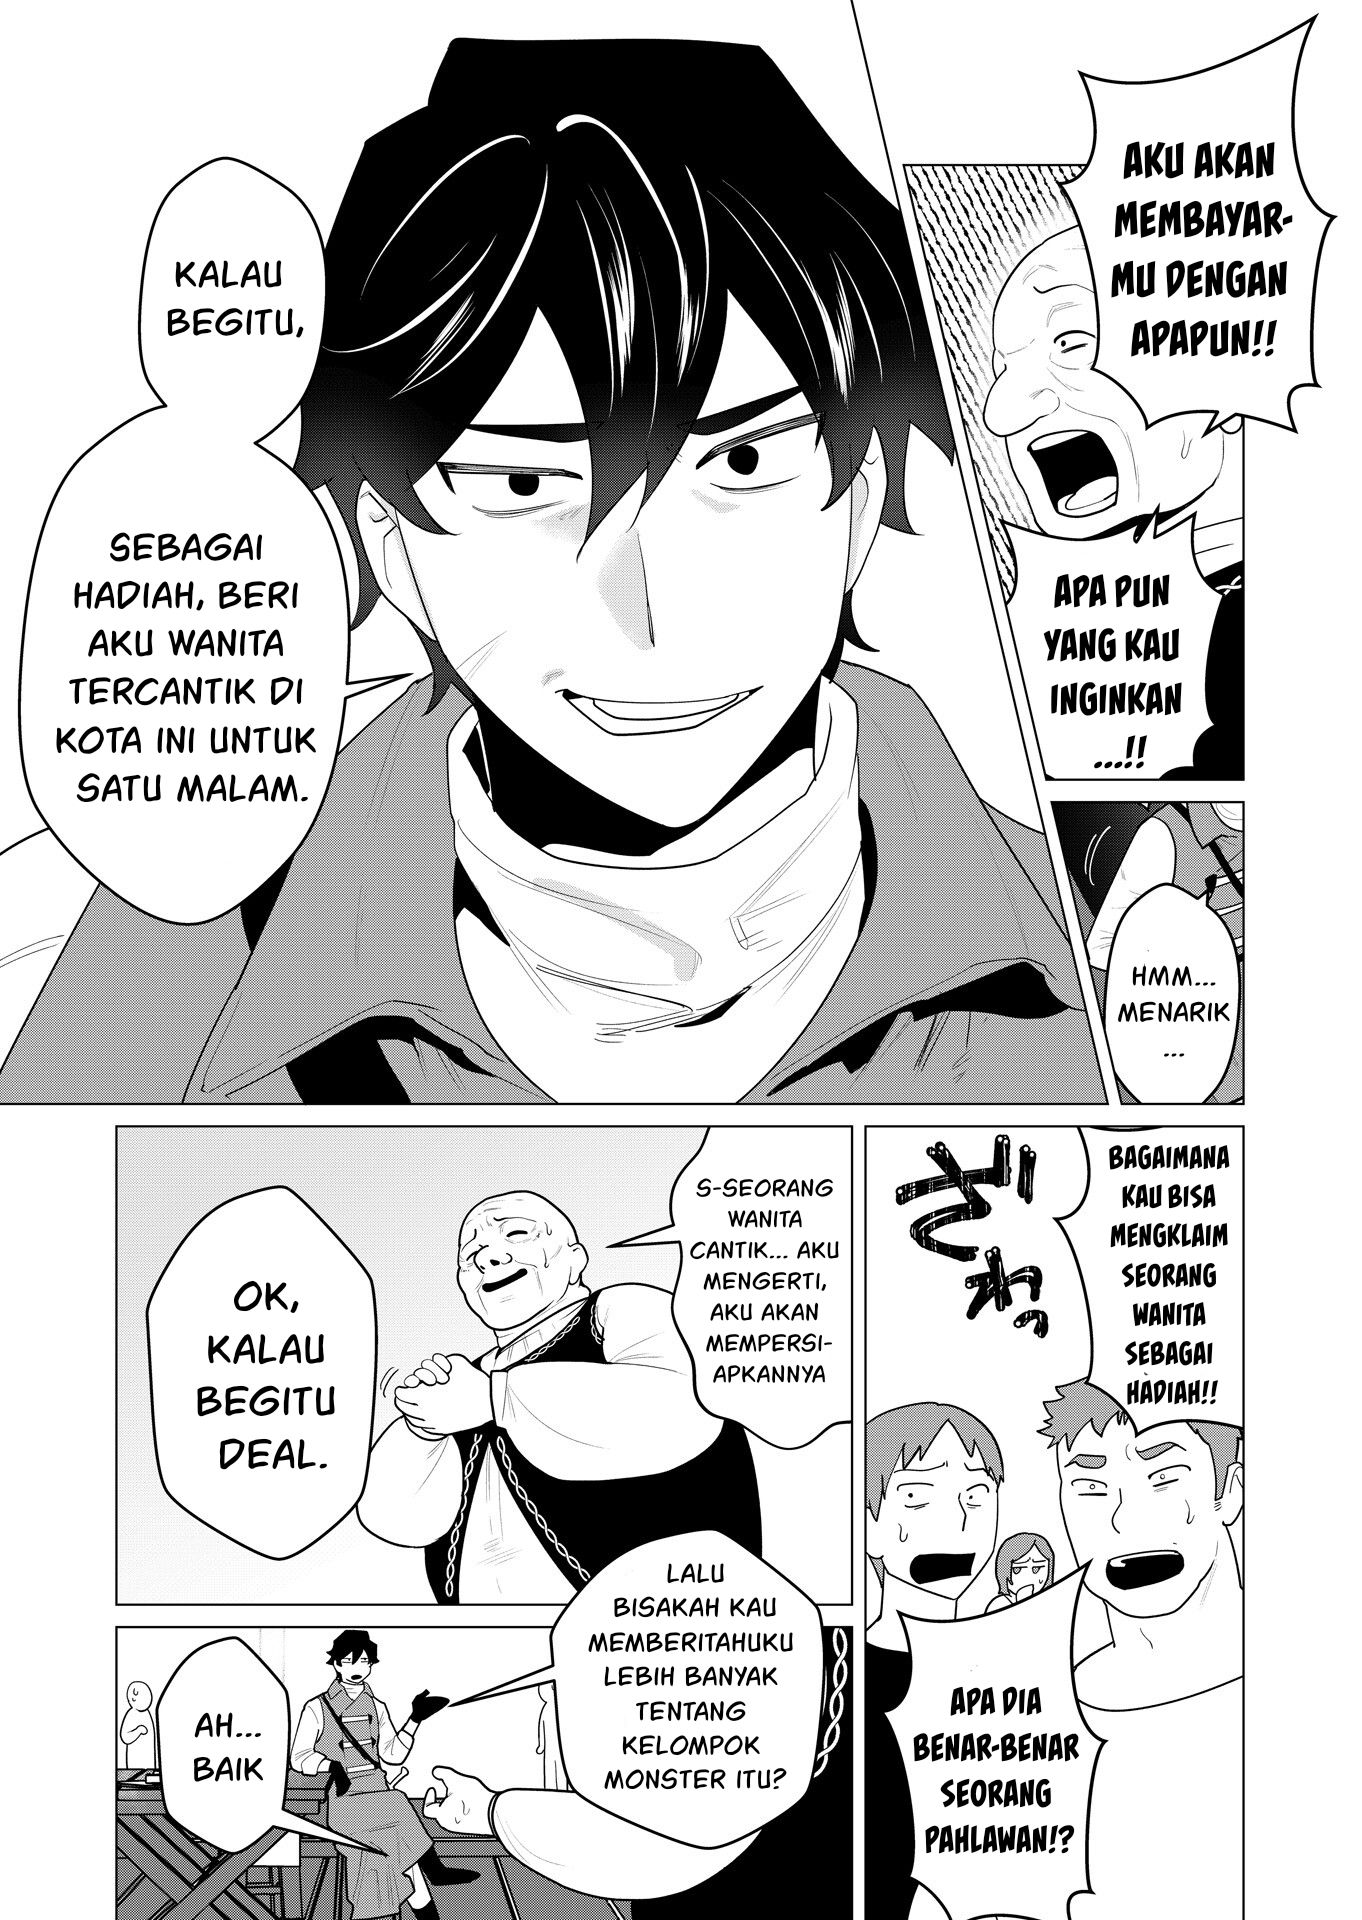 AKU AKAN
MEMBAYAR-
MU DENGAN
APAPUN!!
APA PUN
YANG KAU
INGINKAN
...!!
HMM...
MENARIK
...
KALAU
BEGITU,
SEBAGAI
HADIAH, BERI
AKU WANITA
TERCANTIK DI
KOTA INI UNTUK
SATU MALAM.
BAGAIMANA
KAU BISA
MENGKLAIM
SEORANG
WANITA
SEBAGAI
HADIAH!!
ざわっ
APA DIA
BENAR-BENAR
SEORANG
PAHLAWAN!?
S-SEORANG
WANITA
CANTIK... AKU
MENGERTI,
AKU AKAN
MEMPERSI-
APKANNYA
OK,
KALAU
BEGITU
DEAL.
LALU
BISAKAH KAU
MEMBERITAHUKU
LEBIH BANYAK
TENTANG
KELOMPOK
MONSTER ITU?
AH...
BAIK